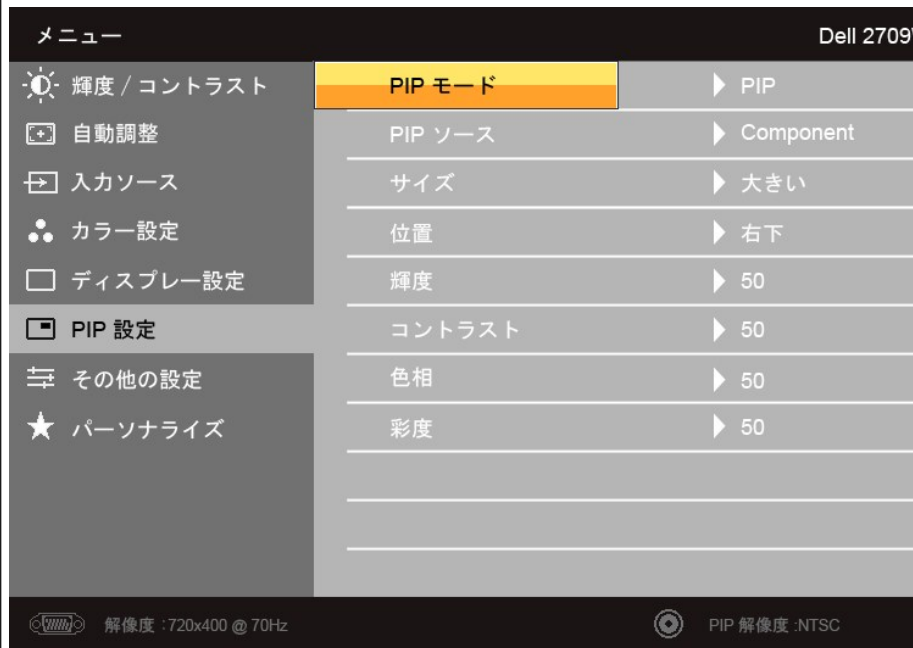 メニュー Dell 2709
輝度 / コントラスト PIP モード PIP
自動調整 PIP ソース Component
入力ソース サイズ 大きい
カラー設定 位置 右下
ディスプレー設定 輝度 50
PIP 設定 コントラスト 50
その他の設定 色相 50
パーソナライズ 彩度 50
解像度 :720x400 @ 70Hz PIP 解像度 :NTSC